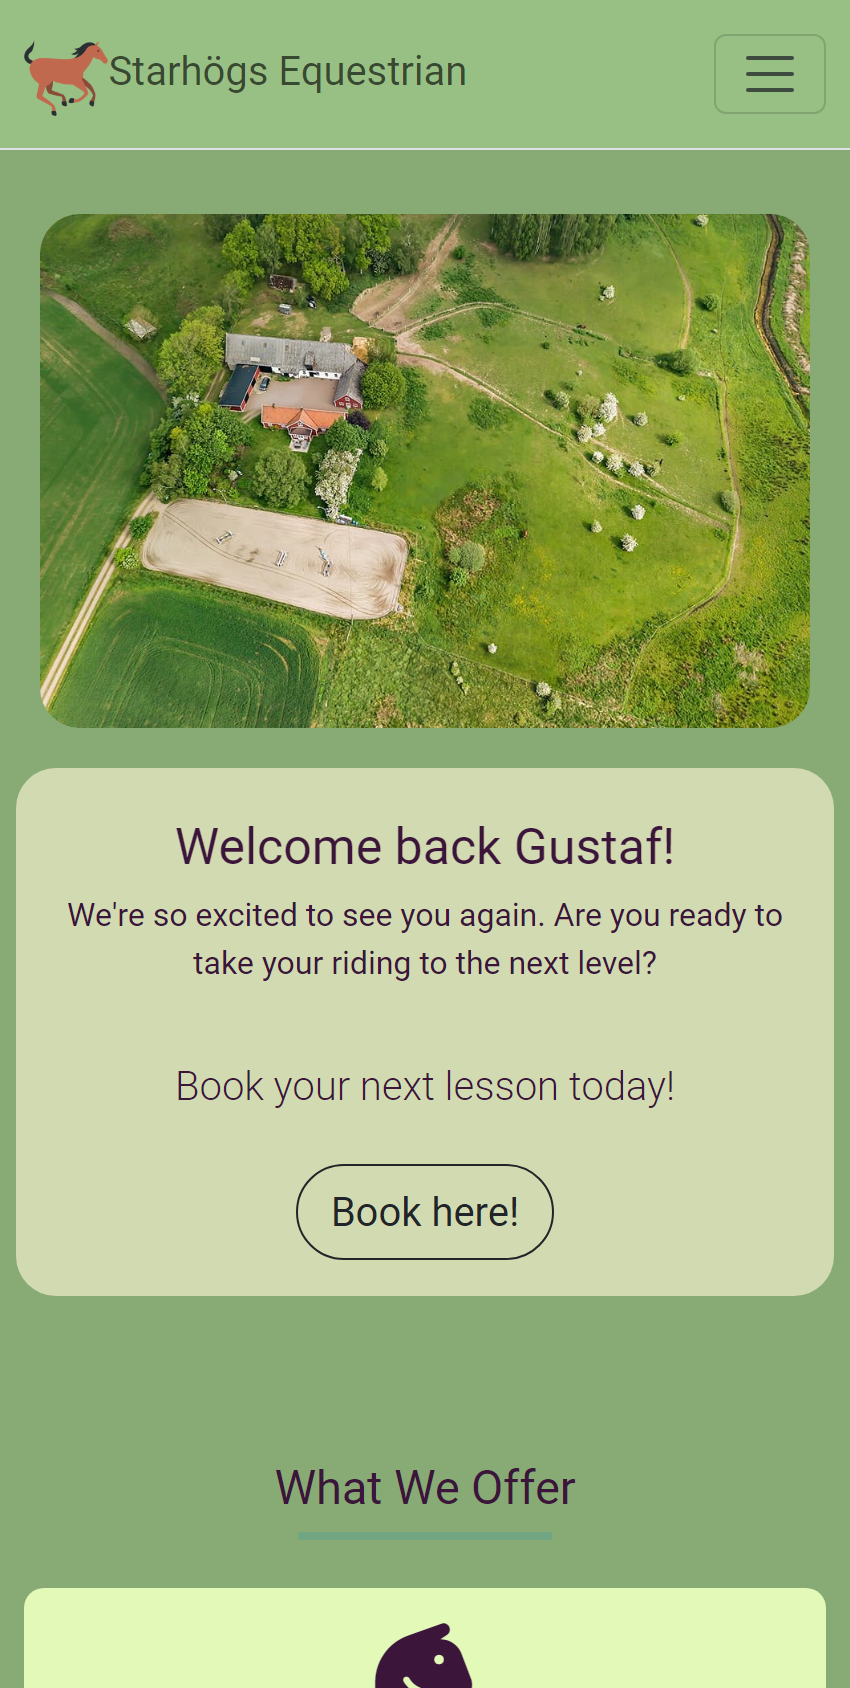 Starhögs Equestrian
Welcome back Gustaf!
We're so excited to see you again. Are you ready to
take your riding to the next level?
Book your next lesson today!
Book here!
What We Offer